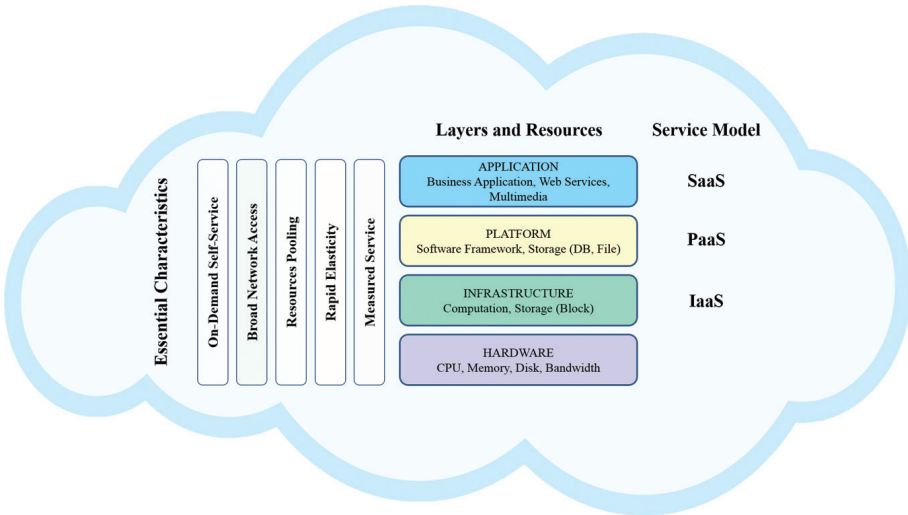 Layers and Resources
Service Model
Essential Characteristics
On-Demand Self-Service
Broad Network Access
Resources Pooling
Rapid Elasticity
Measured Service
APPLICATION
Business Application, Web Services,
Multimedia
SaaS
PLATFORM
Software Framework, Storage (DB, File)
PaaS
INFRASTRUCTURE
Computation, Storage (Block)
IaaS
HARDWARE
CPU, Memory, Disk, Bandwidth